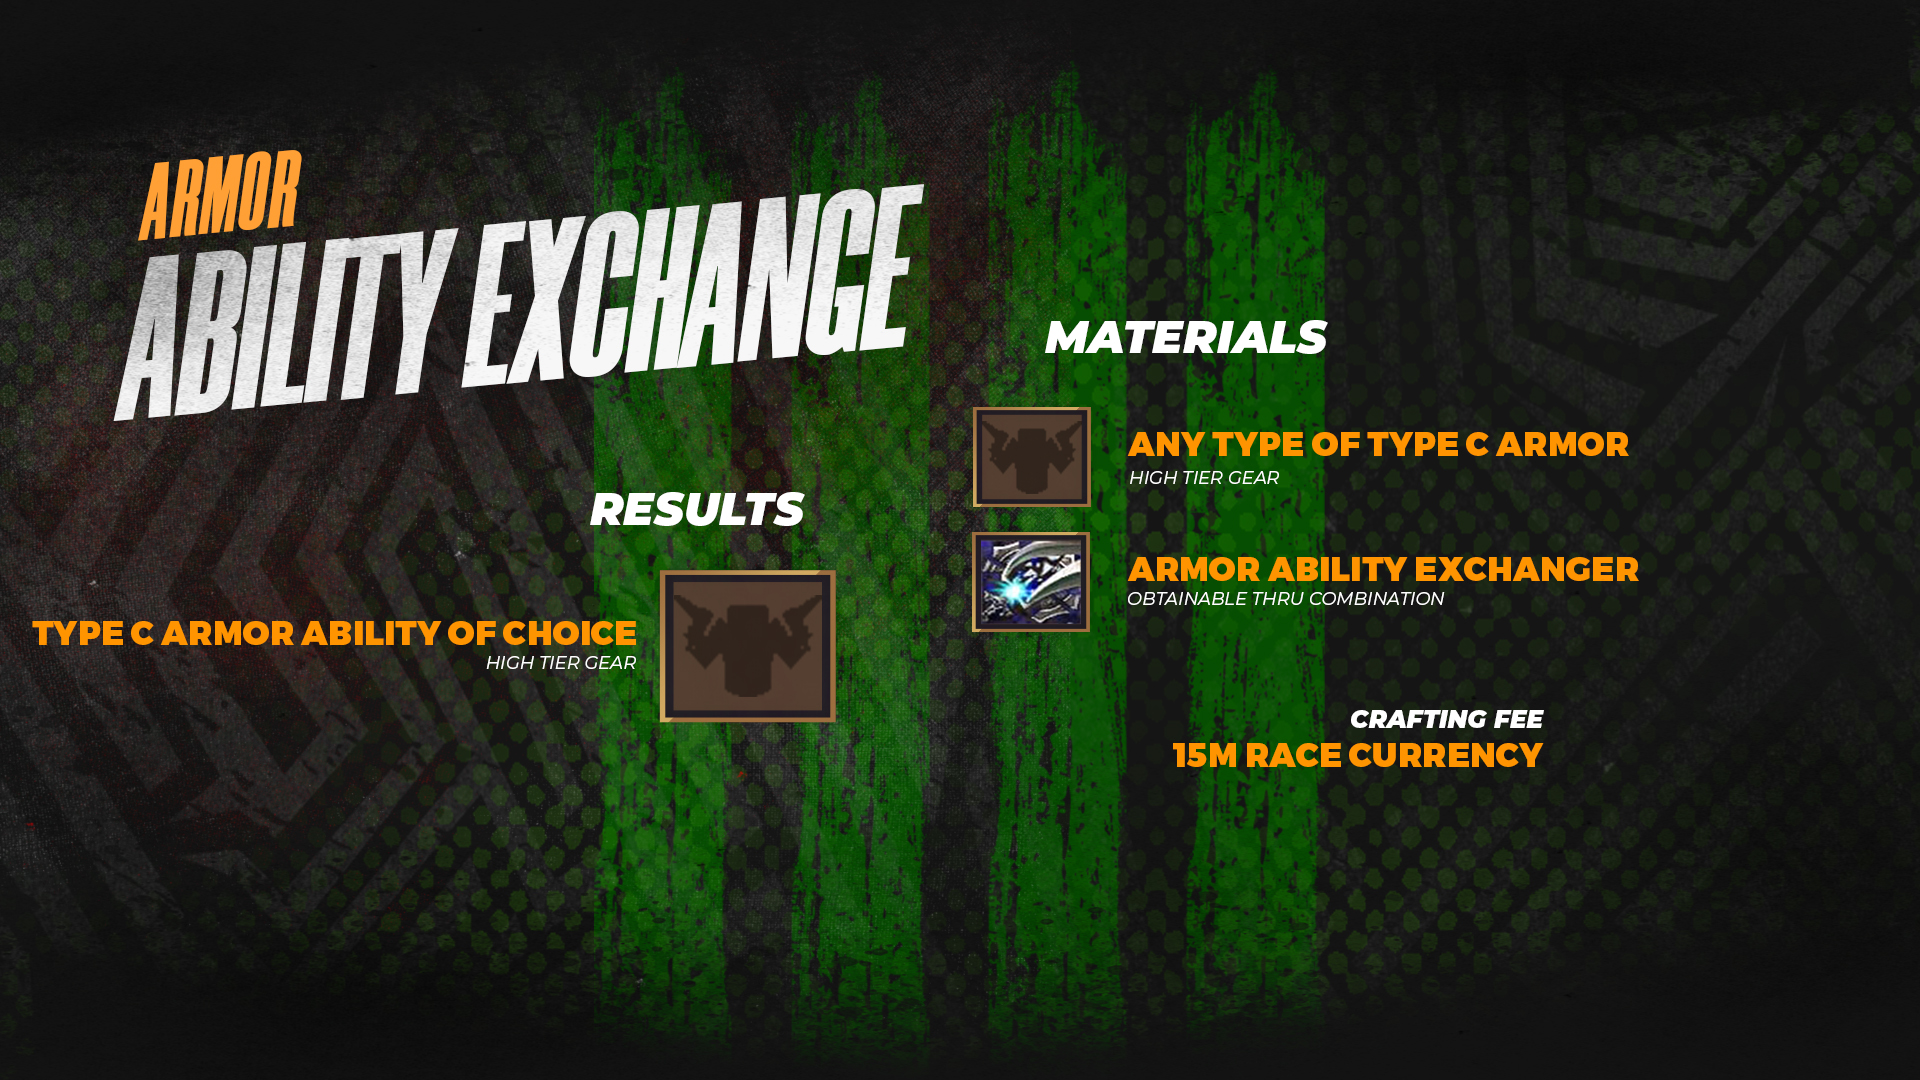 ARMOR
ABILITY EXCHANGE
MATERIALS
ANY TYPE OF TYPE C ARMOR
HIGH TIER GEAR
ARMOR ABILITY EXCHANGER
OBTAINABLE THRU COMBINATION
RESULTS
TYPE C ARMOR ABILITY OF CHOICE
HIGH TIER GEAR
CRAFTING FEE
15M RACE CURRENCY